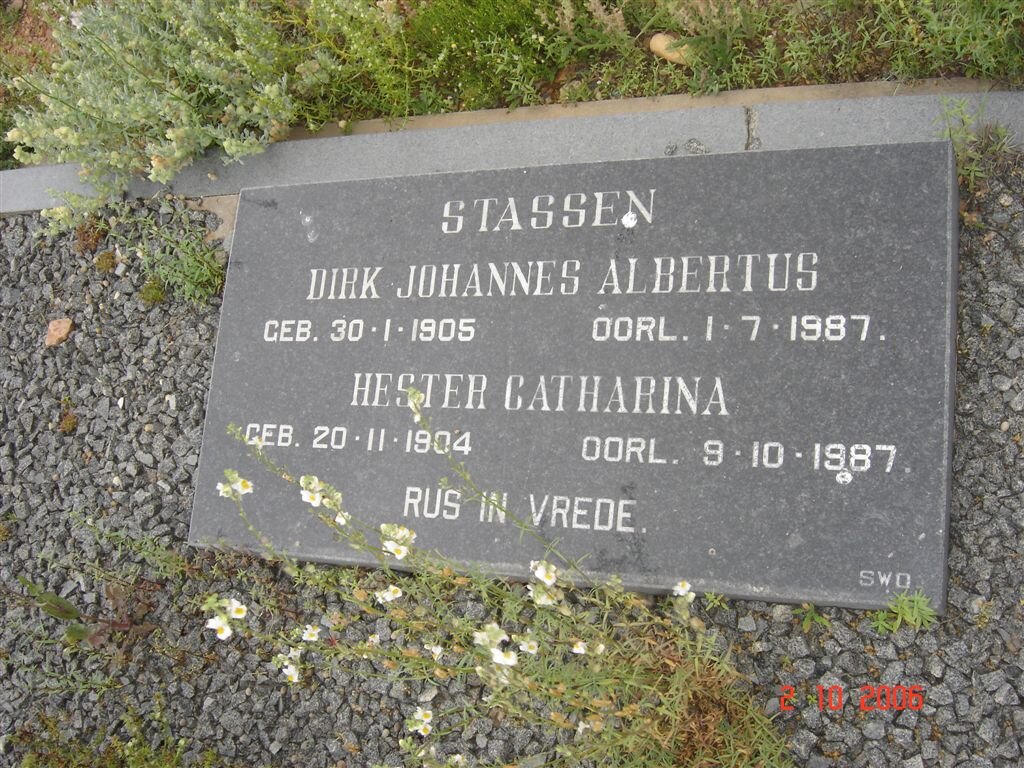 STASSEN
DIRK JOHANNES ALBERTUS
GEB. 30·1·1905 OORL. 1·7·1987.
HESTER CATHARINA
GEB. 20·11·1904 OORL. 9·10·1987.
RUS IN VREDE.
SWD
2 10 2006